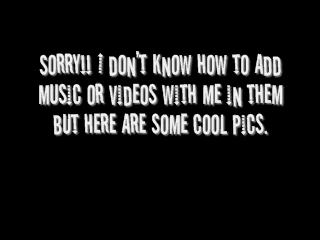 SORRY!! I DON'T KNOW HOW TO ADD
MUSIC OR VIDEOS WITH ME IN THEM
BUT HERE ARE SOME COOL PICS.